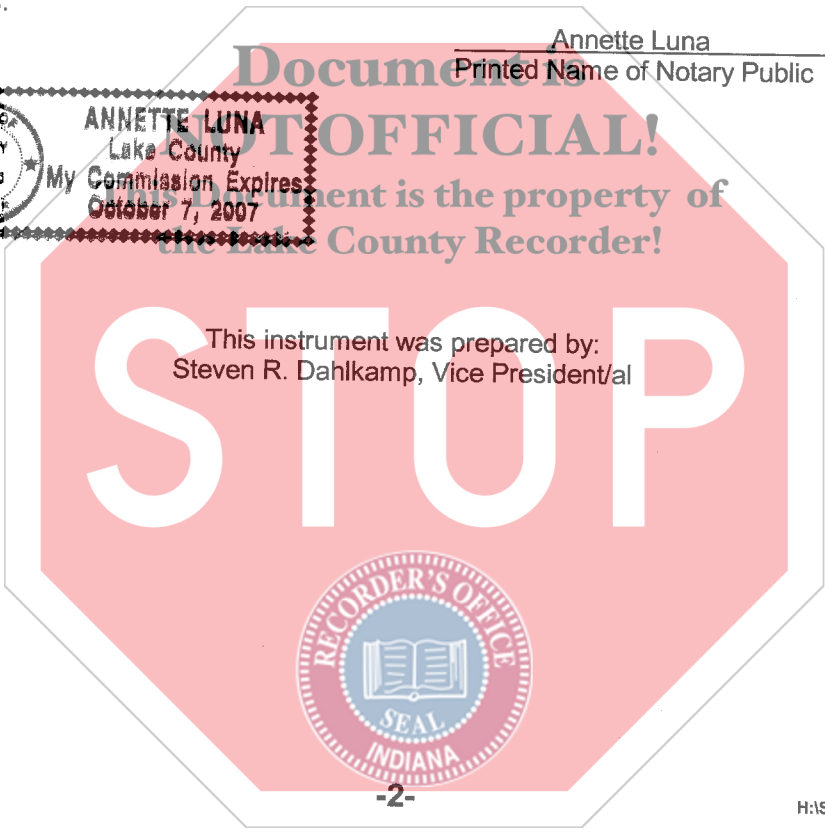 Annette Luna
Printed Name of Notary Public
Document is
NOT OFFICIAL!
This Document is the property of
the Lake County Recorder!
ANNETTE LUNA
Lake County
My Commission Expires
October 7, 2007
This instrument was prepared by:
Steven R. Dahlkamp, Vice President/al
STOP
RECORDER'S OFFICE
SEAL
INDIANA
-2-
H:\S